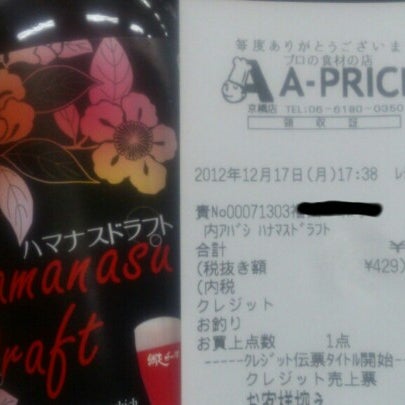 ハマナスドラフト
amanasu
raft
毎度ありがとうございま
プロの食材の店
A-PRIC
京橋店 TEL:06-6180-0350
領 収 証
2012年12月17日(月)17:38
責No00071303
内アバシ ハナマストドラフト
合計 ¥
(税抜き額 ¥429)
(内税
クレジット
お釣り
お買上点数 1点
-----クレジット伝票タイトル開始--
クレジット売上票
お客様控え